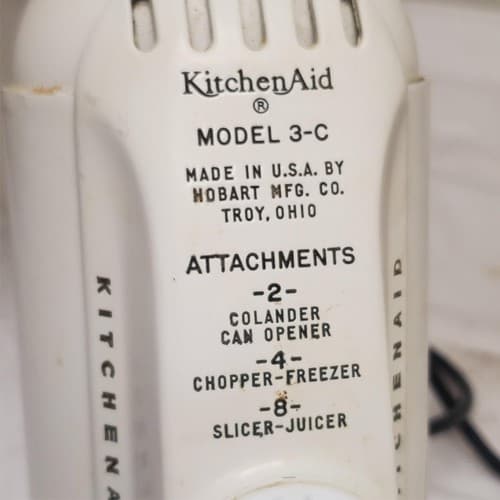 KitchenAid
®
MODEL 3-C
MADE IN U.S.A. BY
HOBART MFG. CO.
TROY, OHIO
ATTACHMENTS
-2-
COLANDER
CAN OPENER
-4-
CHOPPER-FREEZER
-8-
SLICER-JUICER
KITCHENA
KITCHENAID